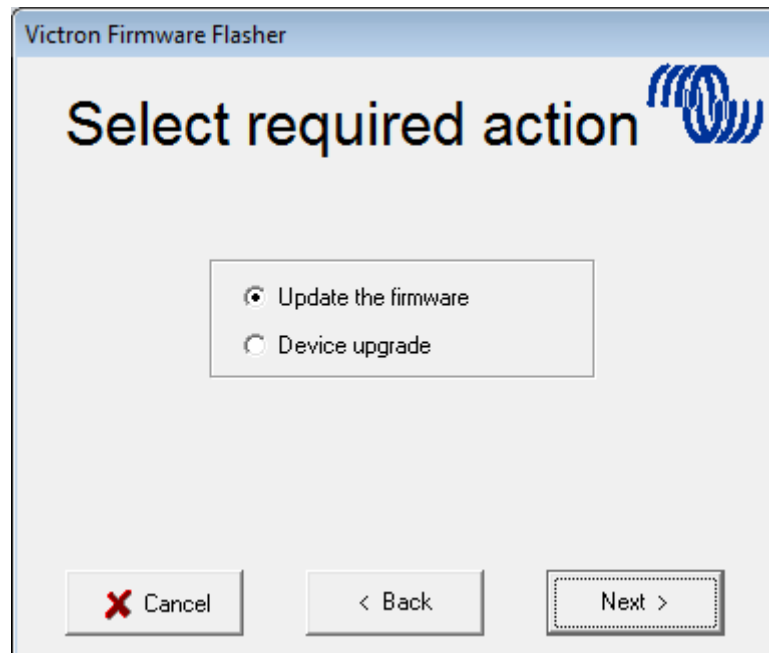 Victron Firmware Flasher
Select required action
Update the firmware
Device upgrade
Cancel
< Back
Next >